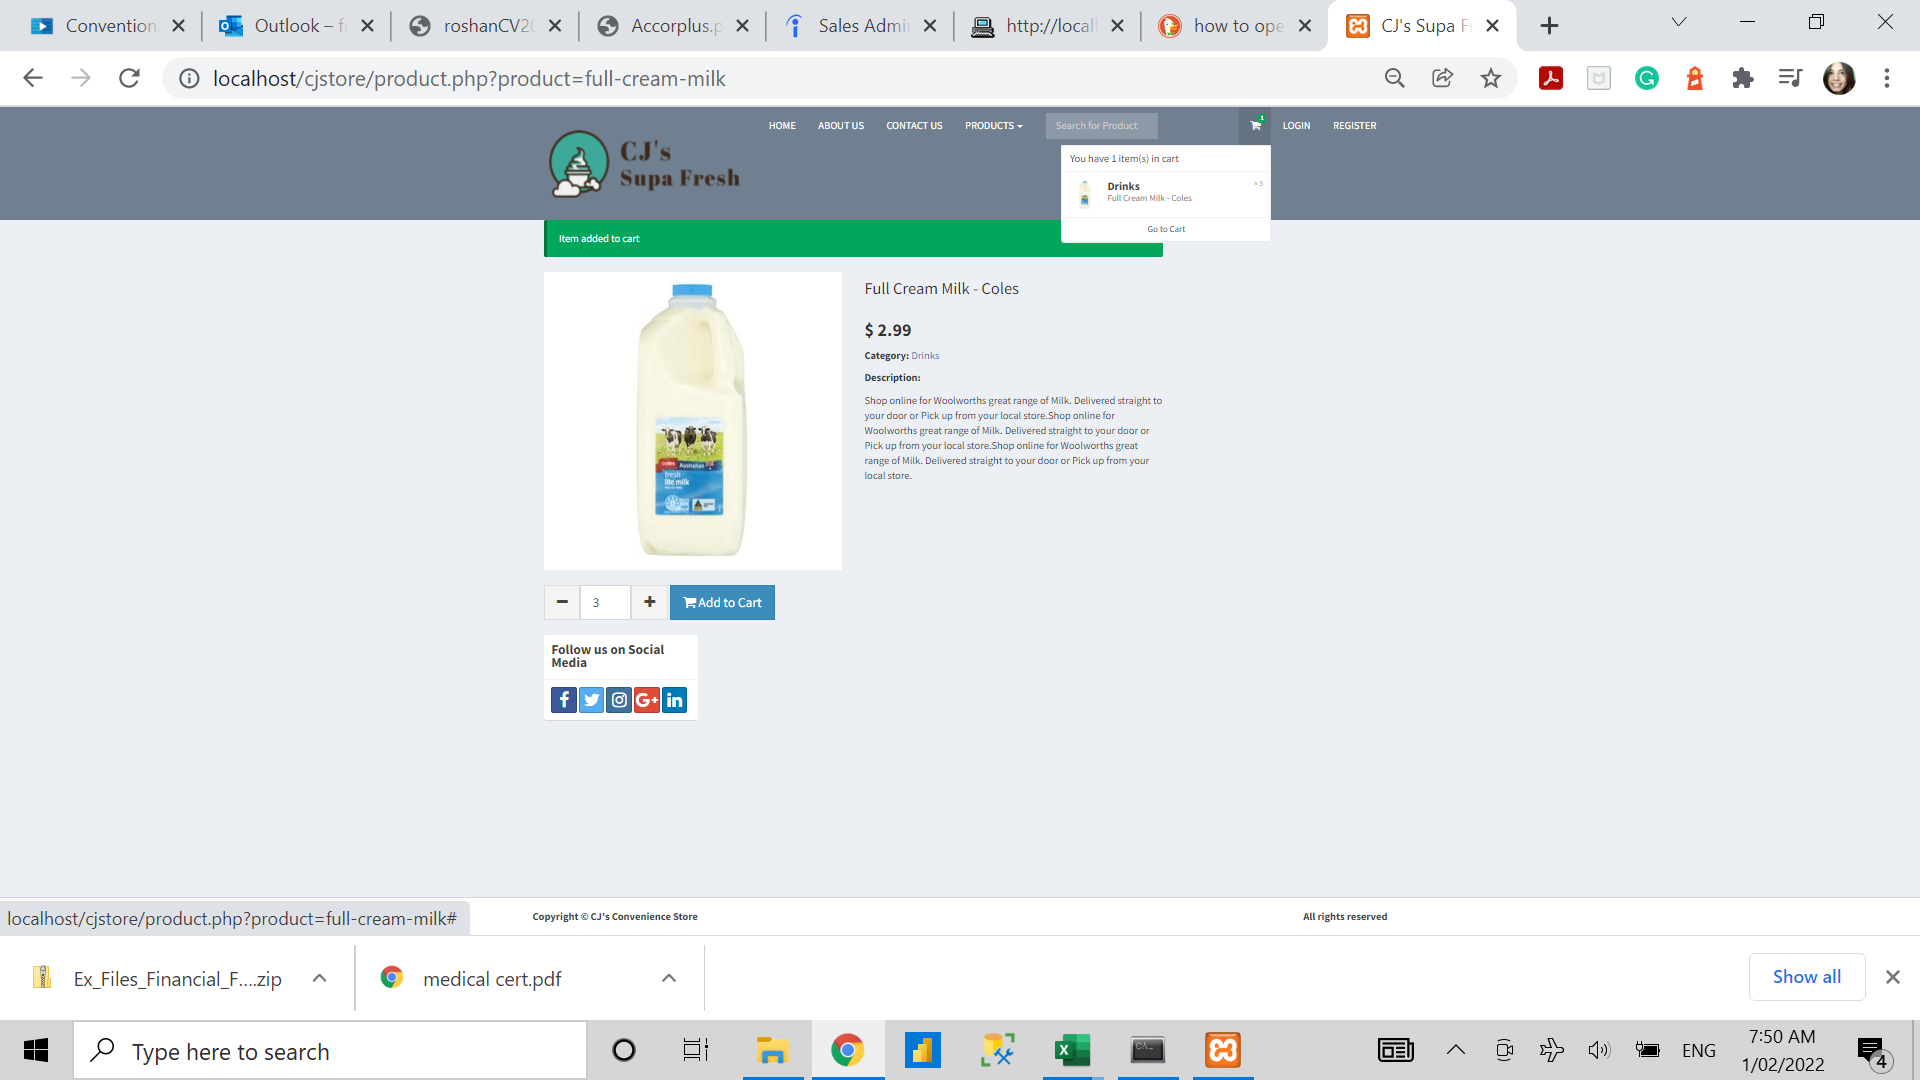 Convention
Outlook – f
roshanCV20
Accorplus.p
Sales Admi
http://local
how to ope
CJ's Supa F
localhost/cjstore/product.php?product=full-cream-milk
HOME ABOUT US CONTACT US PRODUCTS Search for Product 1 LOGIN REGISTER
CJ's
Supa Fresh
You have 1 item(s) in cart
Drinks ×3
Full Cream Milk - Coles
Go to Cart
Item added to cart
Full Cream Milk - Coles
$ 2.99
Category: Drinks
Description:
Shop online for Woolworths great range of Milk. Delivered straight to
your door or Pick up from your local store.Shop online for
Woolworths great range of Milk. Delivered straight to your door or
Pick up from your local store.Shop online for Woolworths great
range of Milk. Delivered straight to your door or Pick up from your
local store.
coles Australian
fresh
lite milk
3
Add to Cart
Follow us on Social
Media
f G+ in
localhost/cjstore/product.php?product=full-cream-milk#
Copyright © CJ's Convenience Store All rights reserved
Ex_Files_Financial_F....zip
medical cert.pdf
Show all
Type here to search
ENG
7:50 AM
1/02/2022
4